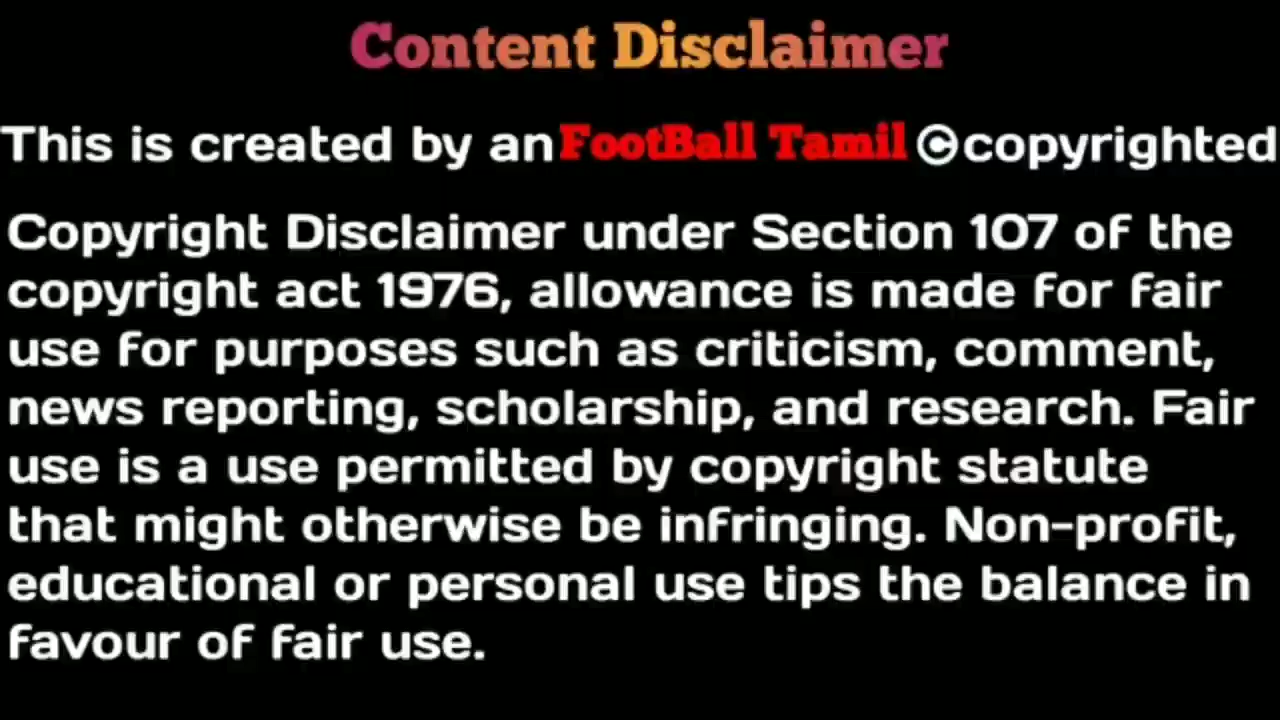 Content Disclaimer
This is created by an FootBall Tamil ©copyrighted
Copyright Disclaimer under Section 107 of the
copyright act 1976, allowance is made for fair
use for purposes such as criticism, comment,
news reporting, scholarship, and research. Fair
use is a use permitted by copyright statute
that might otherwise be infringing. Non-profit,
educational or personal use tips the balance in
favour of fair use.